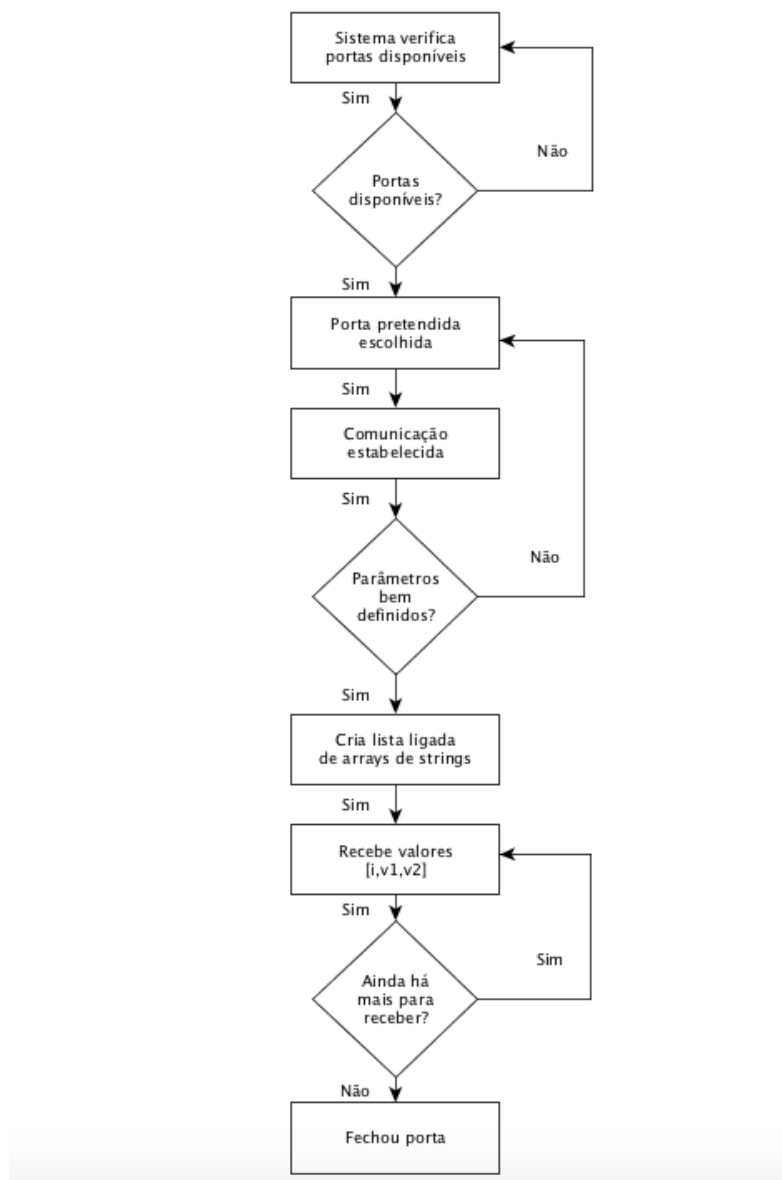 Sistema verifica
portas disponíveis
Sim
Não
Portas
disponíveis?
Sim
Porta pretendida
escolhida
Sim
Comunicação
estabelecida
Sim
Não
Parâmetros
bem
definidos?
Sim
Cria lista ligada
de arrays de strings
Sim
Recebe valores
[i,v1,v2]
Sim
Sim
Ainda há
mais para
receber?
Não
Fechou porta